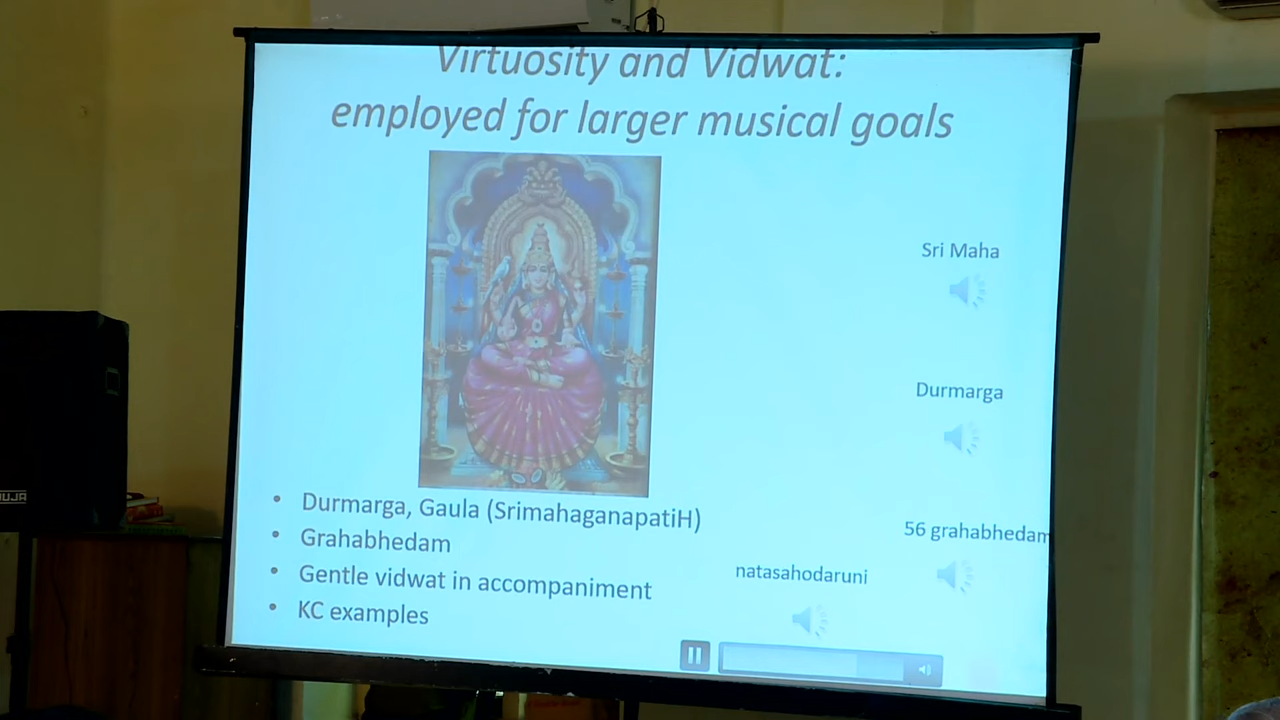 Virtuosity and Vidwat:
employed for larger musical goals
Sri Maha
Durmarga
56 grahabhedam
natasahodaruni
• Durmarga, Gaula (SrimahaganapatiH)
• Grahabhedam
• Gentle vidwat in accompaniment
• KC examples
UJA